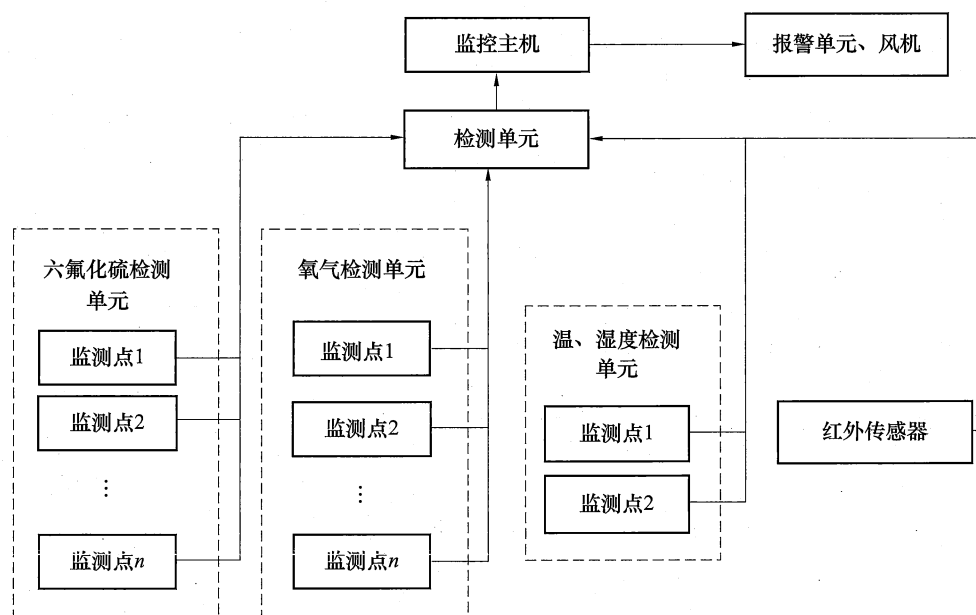 监控主机
报警单元、风机
检测单元
六氟化硫检测
单元
监测点1
监测点2
⋮
监测点n
氧气检测单元
监测点1
监测点2
⋮
监测点n
温、湿度检测
单元
监测点1
监测点2
红外传感器